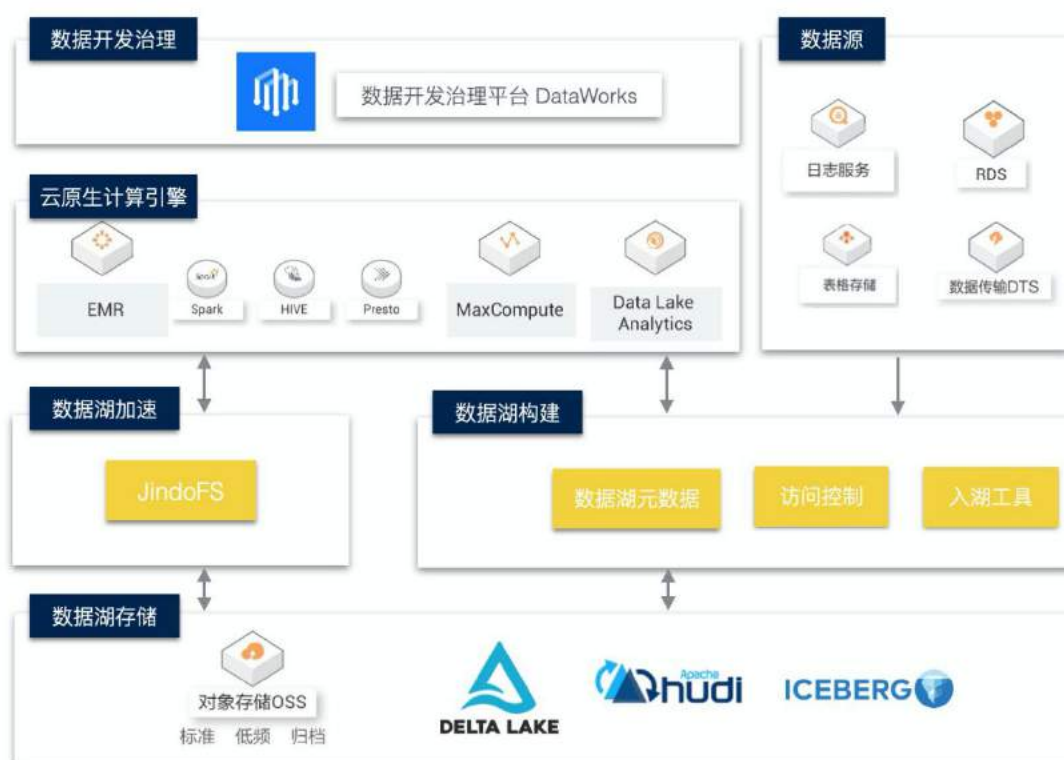 数据开发治理
数据开发治理平台 DataWorks
数据源
日志服务
RDS
表格存储
数据传输DTS
云原生计算引擎
EMR
Spark
HIVE
Presto
MaxCompute
Data Lake
Analytics
数据湖加速
JindoFS
数据湖构建
数据湖元数据
访问控制
入湖工具
数据湖存储
对象存储OSS
标准 低频 归档
DELTA LAKE
Apache
hudi
ICEBERG